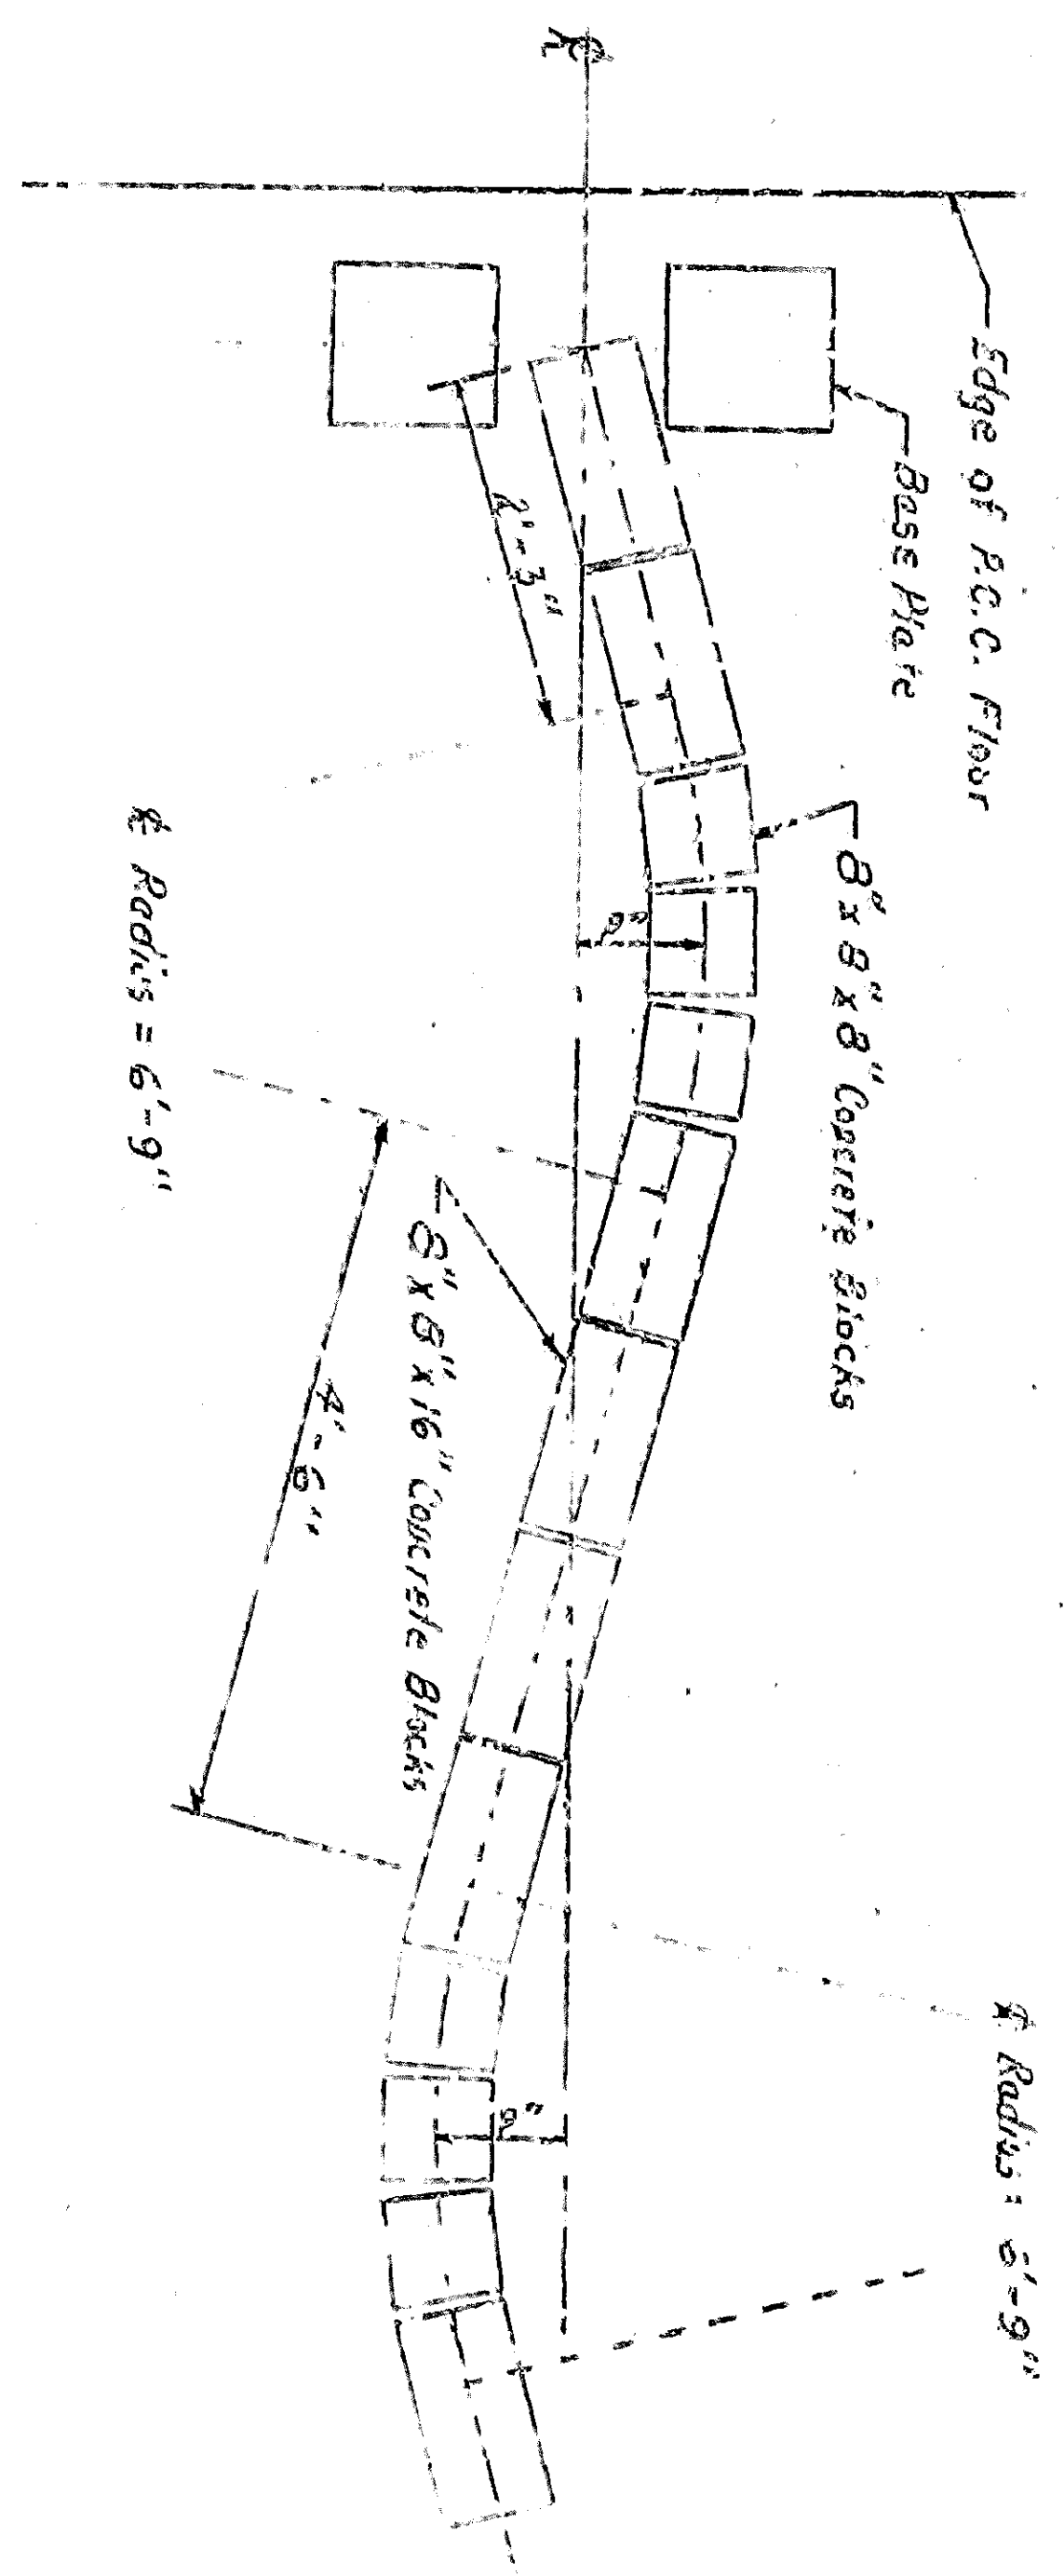 ℄
Edge of P.C.C. Floor
Base Plate
2'-3"
8" x 8" x 8" Concrete Blocks
9"
℄ Radius = 6'-9"
8" x 8" x 16" Concrete Blocks
4'-6"
℄ Radius = 6'-9"
9"